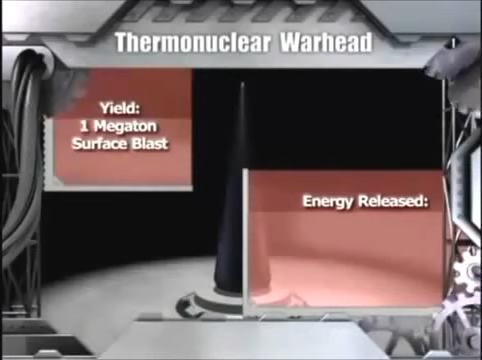 Thermonuclear Warhead
Yield:
1 Megaton
Surface Blast
Energy Released: